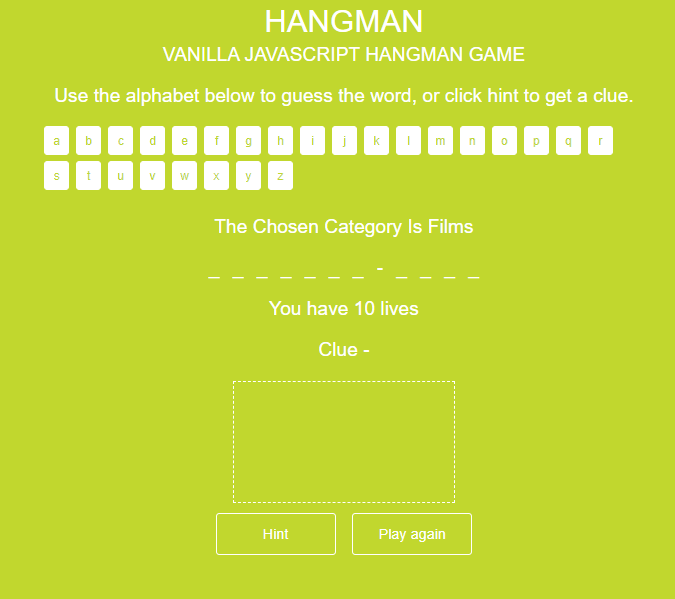 HANGMAN
VANILLA JAVASCRIPT HANGMAN GAME
Use the alphabet below to guess the word, or click hint to get a clue.
a b c d e f g h i j k l m n o p q r
s t u v w x y z
The Chosen Category Is Films
_ _ _ _ _ _ _ - _ _ _ _
You have 10 lives
Clue -
Hint Play again